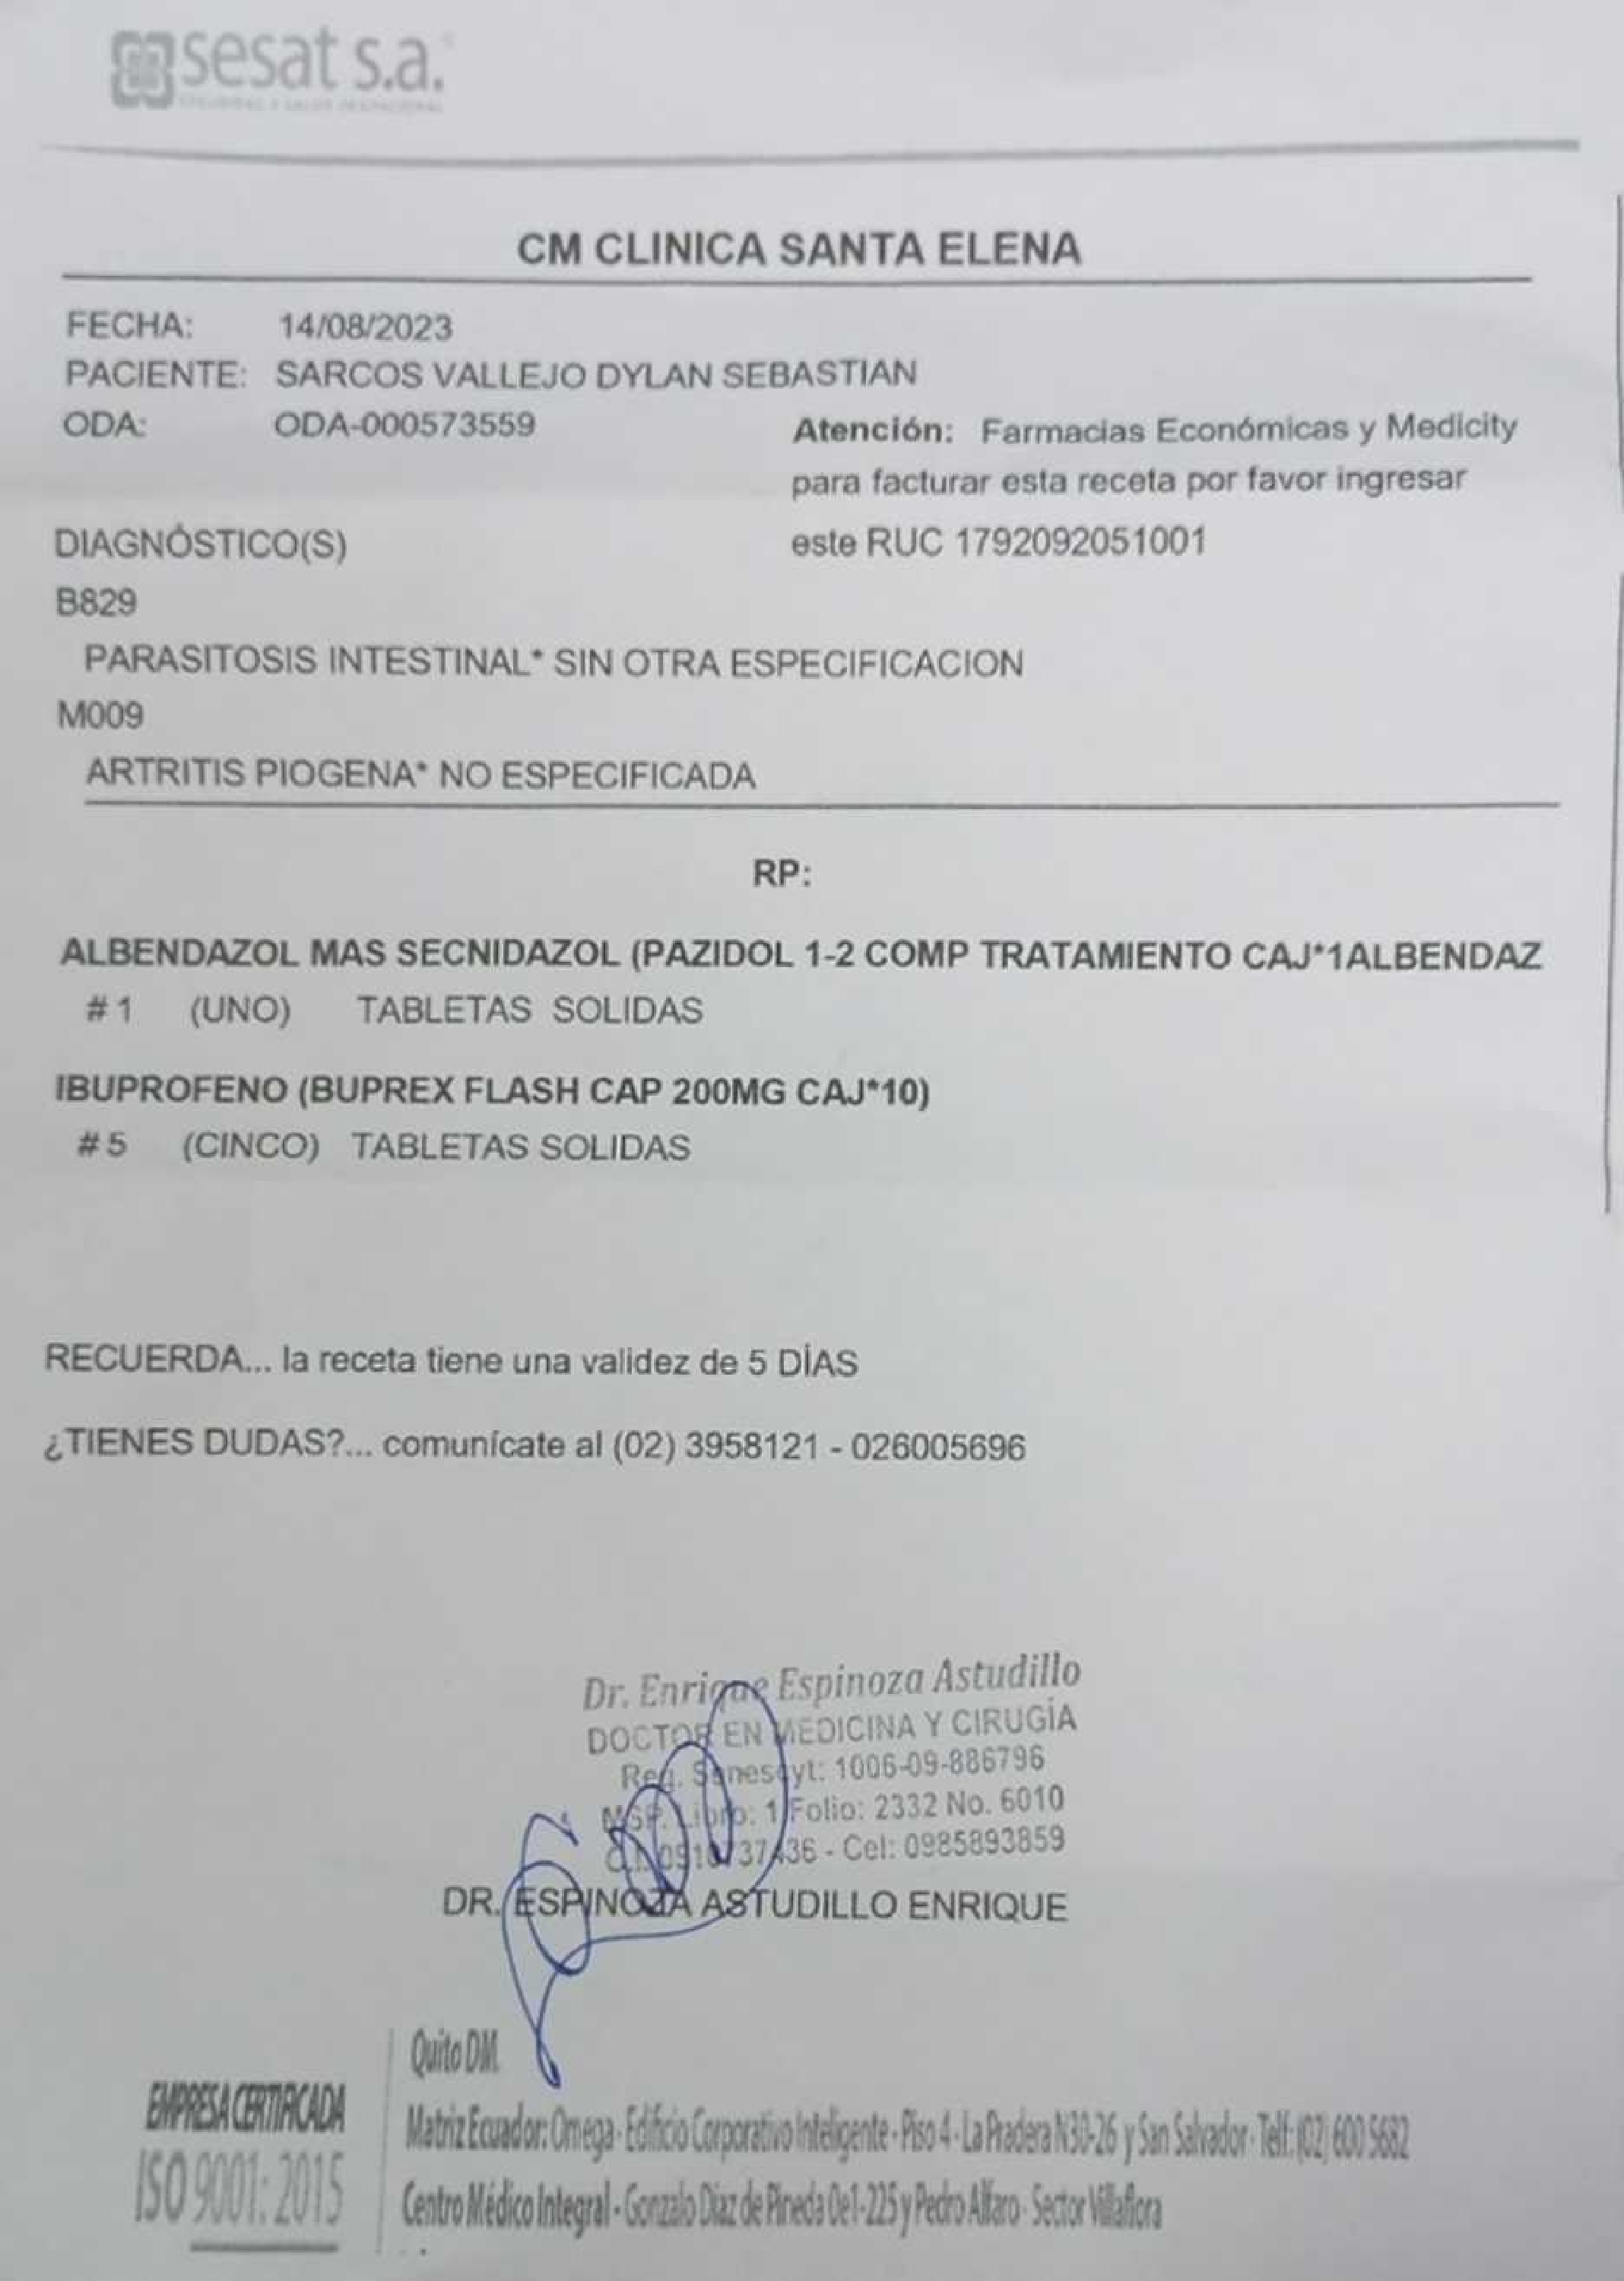 sesat s.a.
SEGURIDAD Y SALUD OCUPACIONAL
CM CLINICA SANTA ELENA
FECHA: 14/08/2023
PACIENTE: SARCOS VALLEJO DYLAN SEBASTIAN
ODA: ODA-000573559
Atención: Farmacias Económicas y Medicity
para facturar esta receta por favor ingresar
este RUC 1792092051001
DIAGNÓSTICO(S)
B829
PARASITOSIS INTESTINAL* SIN OTRA ESPECIFICACION
M009
ARTRITIS PIOGENA* NO ESPECIFICADA
RP:
ALBENDAZOL MAS SECNIDAZOL (PAZIDOL 1-2 COMP TRATAMIENTO CAJ*1ALBENDAZ
# 1 (UNO) TABLETAS SOLIDAS
IBUPROFENO (BUPREX FLASH CAP 200MG CAJ*10)
# 5 (CINCO) TABLETAS SOLIDAS
RECUERDA... la receta tiene una validez de 5 DÍAS
¿TIENES DUDAS?... comunícate al (02) 3958121 - 026005696
Dr. Enrique Espinoza Astudillo
DOCTOR EN MEDICINA Y CIRUGÍA
Reg. Senescyt: 1006-09-886796
MSP. Libro: 1 Folio: 2332 No. 6010
C.I. - Cel: 0985893859
DR. ESPINOZA ASTUDILLO ENRIQUE
EMPRESA CERTIFICADA
ISO 9001: 2015
Quito DM.
Matriz Ecuador: Omega - Edificio Corporativo Inteligente - Piso 4 - La Pradera N30-26 y San Salvador - Telf: (02) 600 5682
Centro Médico Integral - Gonzalo Díaz de Pineda Oe1-225 y Pedro Alfaro - Sector Villaflora